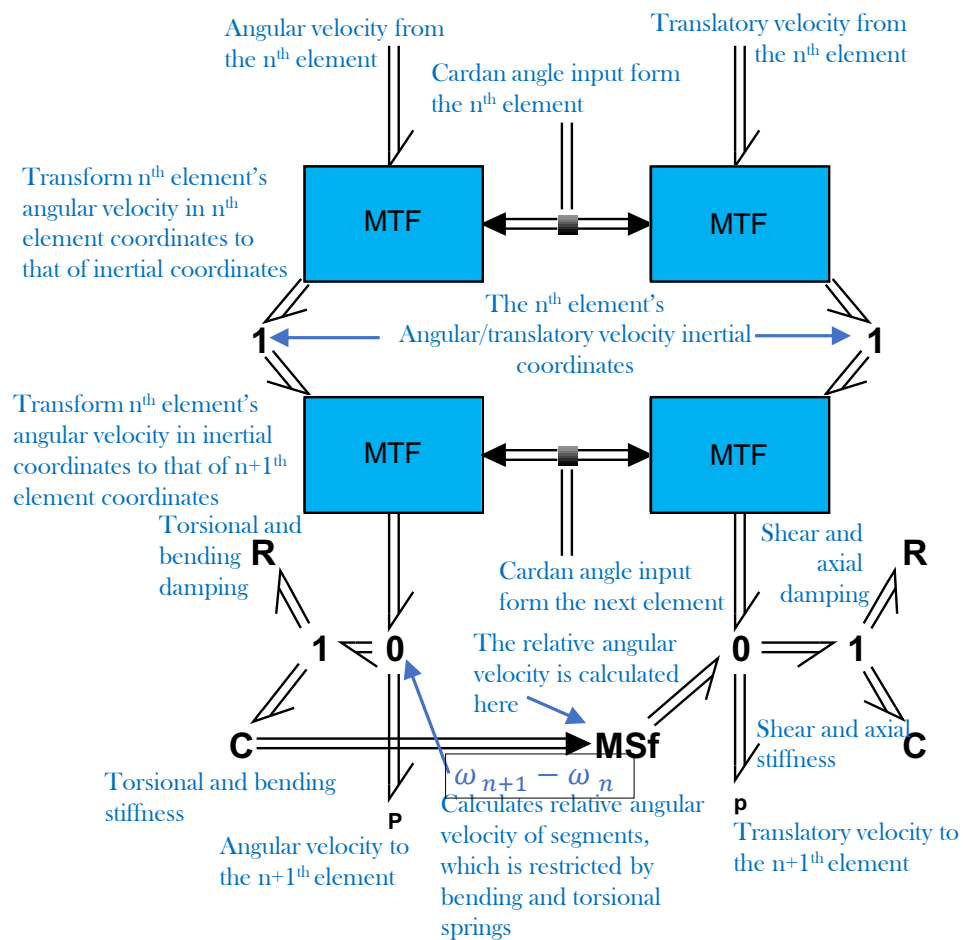 Angular velocity from
the nth element
Translatory velocity from
the nth element
Cardan angle input form
the nth element
Transform nth element's
angular velocity in nth
element coordinates to
that of inertial coordinates
MTF
MTF
The nth element's
Angular/translatory velocity inertial
coordinates
1
1
Transform nth element's
angular velocity in inertial
coordinates to that of n+1th
element coordinates
MTF
MTF
Torsional and
bending
damping
R
Cardan angle input
form the next element
Shear and
axial
damping
R
1
0
The relative angular
velocity is calculated
here
0
1
C
MSf
Shear and axial
stiffness
C
Torsional and bending
stiffness
ω n+1 − ω n
Calculates relative angular
velocity of segments,
which is restricted by
bending and torsional
springs
P
Angular velocity to
the n+1th element
p
Translatory velocity to
the n+1th element